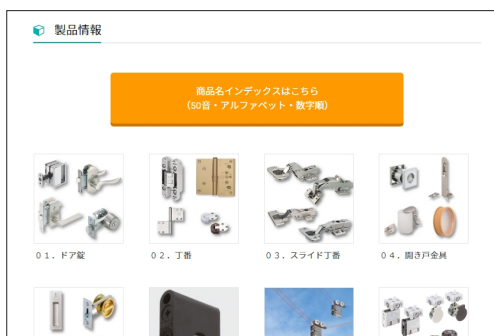 製品情報
商品名インデックスはこちら
(50音・アルファベット・数字順)
01. ドア錠
02. 丁番
03. スライド丁番
04. 開き戸金具